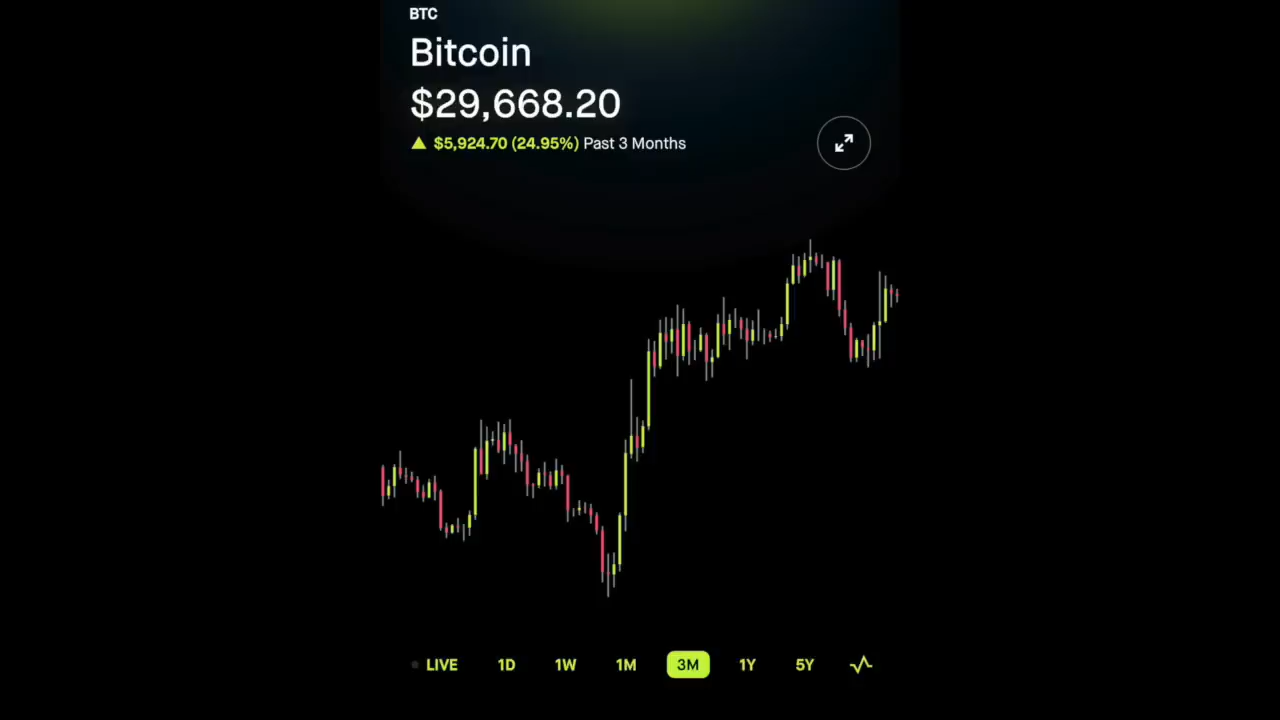 BTC
Bitcoin
$29,668.20
$5,924.70 (24.95%) Past 3 Months
LIVE 1D 1W 1M 3M 1Y 5Y